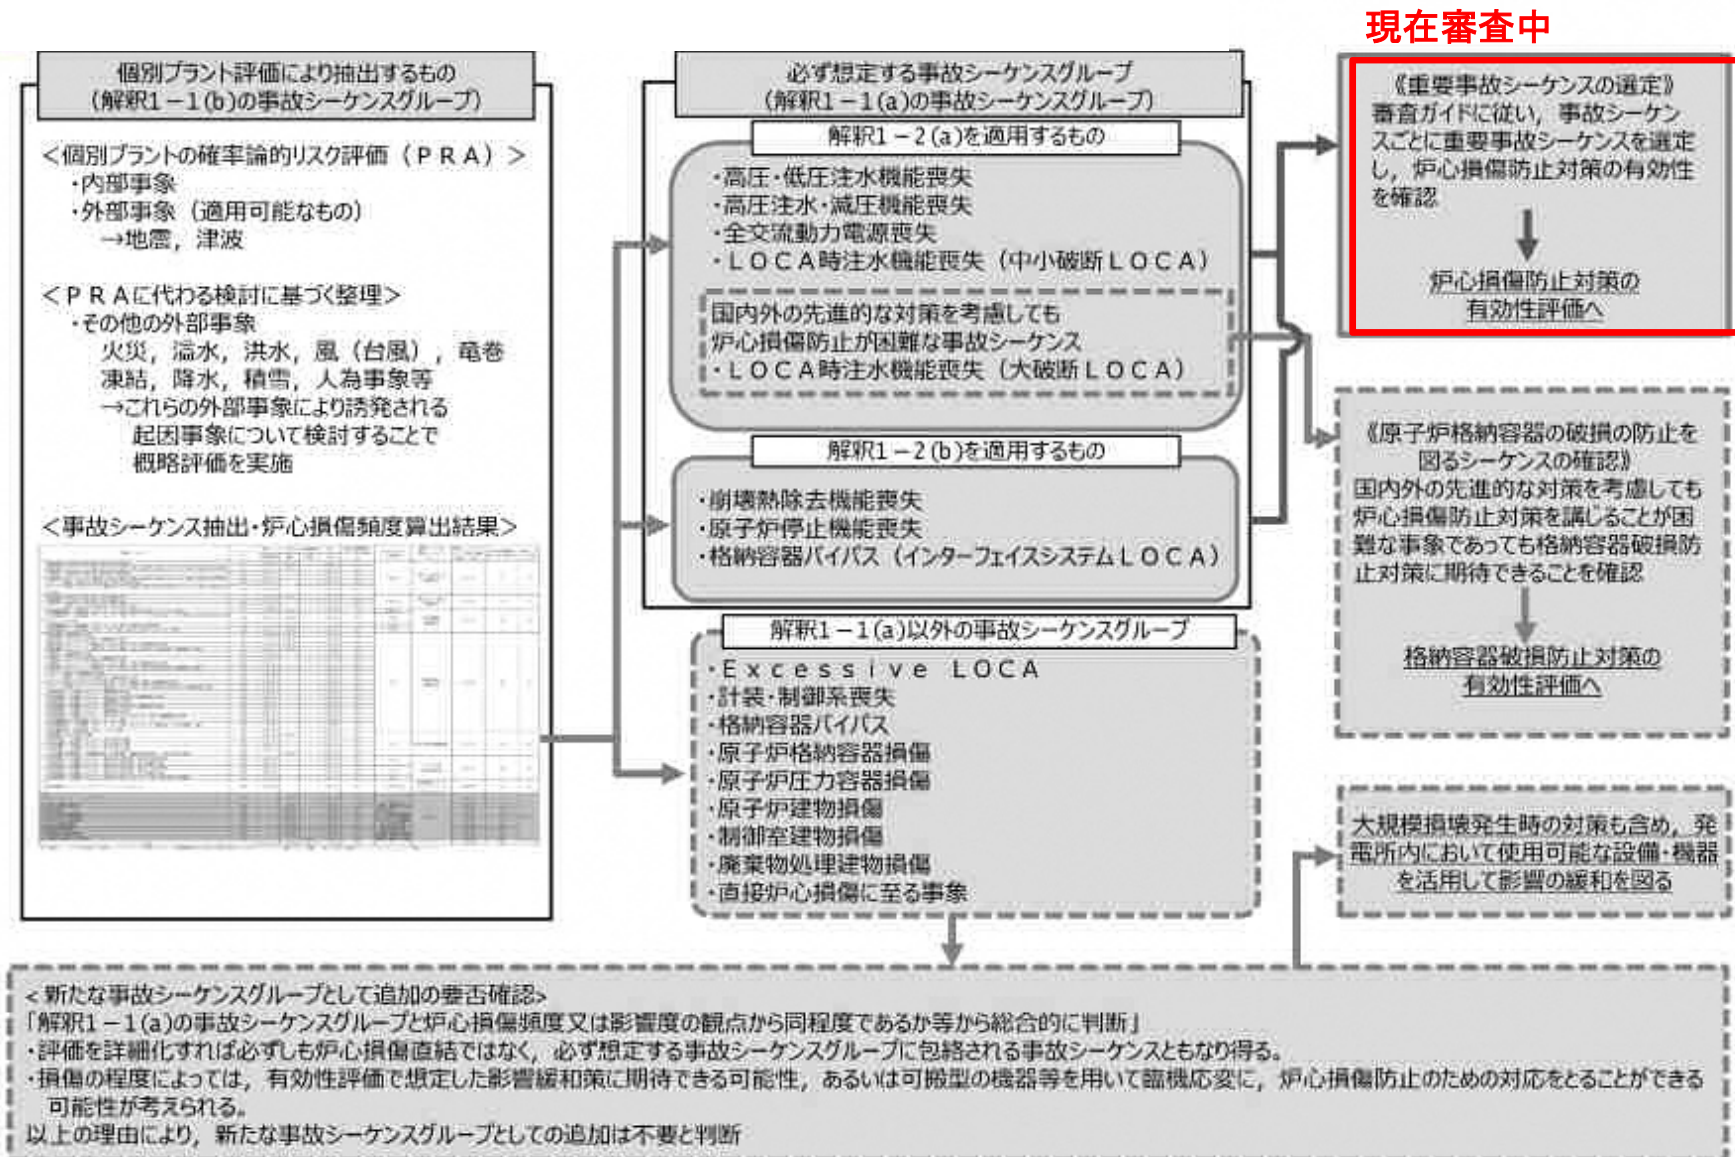 現在審査中
個別プラント評価により抽出するもの
（解釈1－1(b)の事故シーケンスグループ）
＜個別プラントの確率論的リスク評価（ＰＲＡ）＞
・内部事象
・外部事象（適用可能なもの）
→地震，津波
＜ＰＲＡに代わる検討に基づく整理＞
・その他の外部事象
火災，溢水，洪水，風（台風），竜巻
凍結，降水，積雪，人為事象等
→これらの外部事象により誘発される
起因事象について検討することで
概略評価を実施
＜事故シーケンス抽出・炉心損傷頻度算出結果＞
必ず想定する事故シーケンスグループ
（解釈1－1(a)の事故シーケンスグループ）
解釈1－2(a)を適用するもの
・高圧・低圧注水機能喪失
・高圧注水・減圧機能喪失
・全交流動力電源喪失
・ＬＯＣＡ時注水機能喪失（中小破断ＬＯＣＡ）
国内外の先進的な対策を考慮しても
炉心損傷防止が困難な事故シーケンス
・ＬＯＣＡ時注水機能喪失（大破断ＬＯＣＡ）
解釈1－2(b)を適用するもの
・崩壊熱除去機能喪失
・原子炉停止機能喪失
・格納容器バイパス（インターフェイスシステムＬＯＣＡ）
解釈1－1(a)以外の事故シーケンスグループ
・Ｅｘｃｅｓｓｉｖｅ ＬＯＣＡ
・計装・制御系喪失
・格納容器バイパス
・原子炉格納容器損傷
・原子炉圧力容器損傷
・原子炉建物損傷
・制御室建物損傷
・廃棄物処理建物損傷
・直接炉心損傷に至る事象
《重要事故シーケンスの選定》
審査ガイドに従い，事故シーケン
スごとに重要事故シーケンスを選定
し，炉心損傷防止対策の有効性
を確認
炉心損傷防止対策の
有効性評価へ
《原子炉格納容器の破損の防止を
図るシーケンスの確認》
国内外の先進的な対策を考慮しても
炉心損傷防止対策を講じることが困
難な事象であっても格納容器破損防
止対策に期待できることを確認
格納容器破損防止対策の
有効性評価へ
大規模損壊発生時の対策も含め，発
電所内において使用可能な設備・機器
を活用して影響の緩和を図る
＜新たな事故シーケンスグループとして追加の要否確認＞
「解釈1－1(a)の事故シーケンスグループと炉心損傷頻度又は影響度の観点から同程度であるか等から総合的に判断」
・評価を詳細化すれば必ずしも炉心損傷直結ではなく，必ず想定する事故シーケンスグループに包絡される事故シーケンスともなり得る。
・損傷の程度によっては，有効性評価で想定した影響緩和策に期待できる可能性，あるいは可搬型の機器等を用いて臨機応変に，炉心損傷防止のための対応をとることができる
可能性が考えられる。
以上の理由により，新たな事故シーケンスグループとしての追加は不要と判断